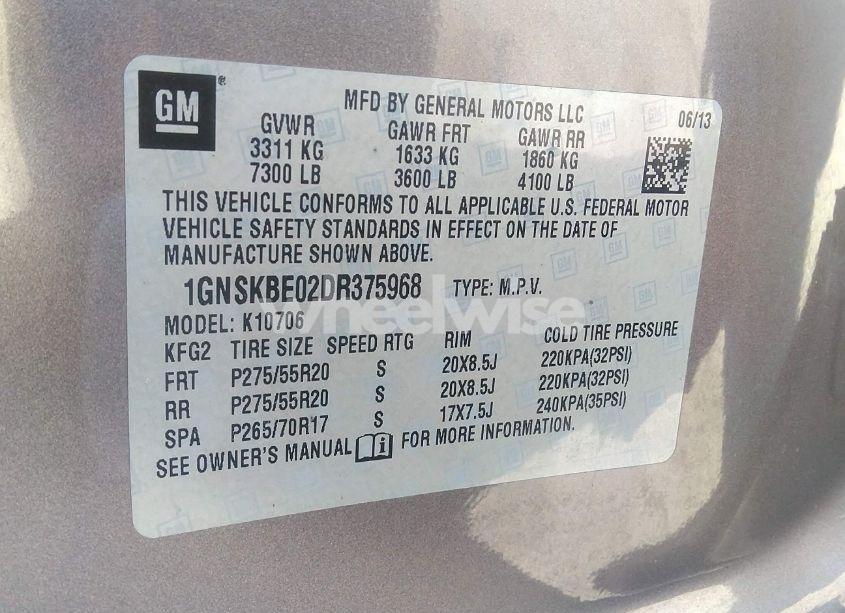 GM ®
MFD BY GENERAL MOTORS LLC 06/13
GVWR GAWR FRT GAWR RR
3311 KG 1633 KG 1860 KG
7300 LB 3600 LB 4100 LB
THIS VEHICLE CONFORMS TO ALL APPLICABLE U.S. FEDERAL MOTOR
VEHICLE SAFETY STANDARDS IN EFFECT ON THE DATE OF
MANUFACTURE SHOWN ABOVE.
1GNSKBE02DR375968 TYPE: M.P.V.
wheelwise
MODEL: K10706
KFG2 TIRE SIZE SPEED RTG RIM COLD TIRE PRESSURE
FRT P275/55R20 S 20X8.5J 220KPA(32PSI)
RR P275/55R20 S 20X8.5J 220KPA(32PSI)
SPA P265/70R17 S 17X7.5J 240KPA(35PSI)
SEE OWNER'S MANUAL i FOR MORE INFORMATION.